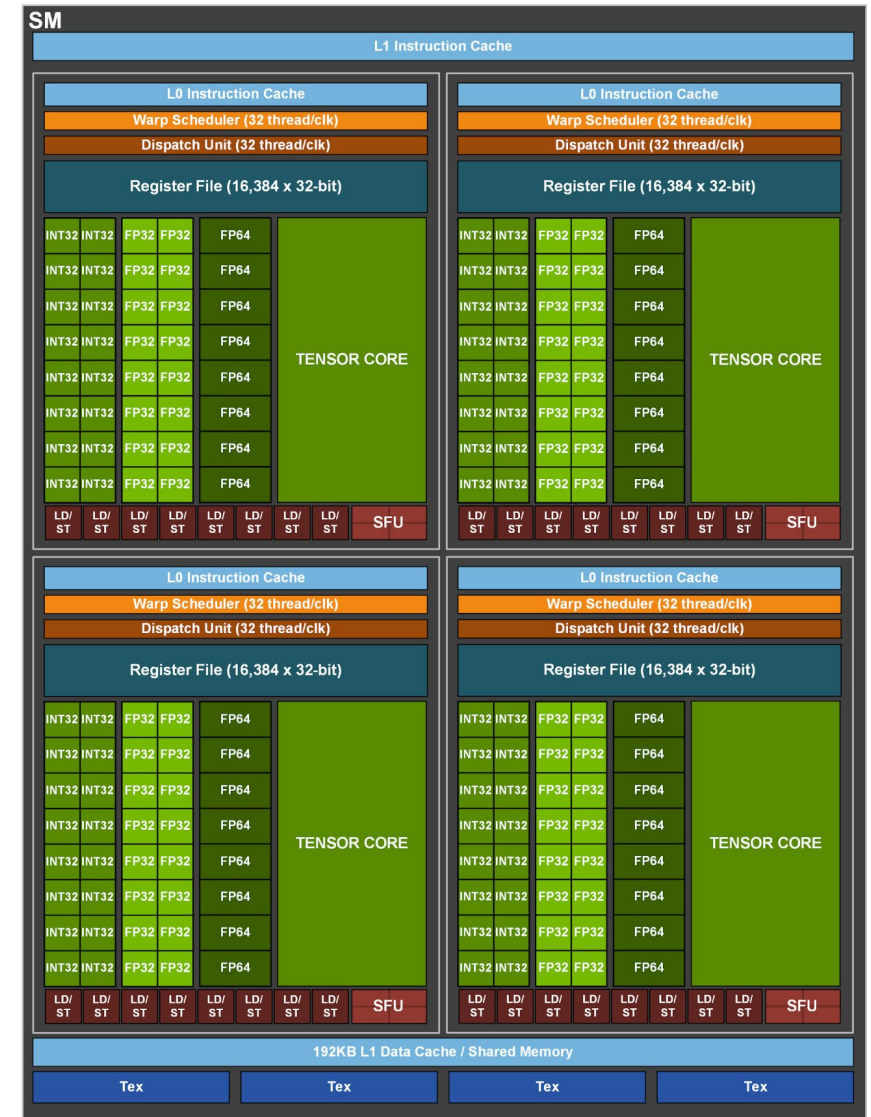 SM
L1 Instruction Cache
L0 Instruction Cache
Warp Scheduler (32 thread/clk)
Dispatch Unit (32 thread/clk)
Register File (16,384 x 32-bit)
INT32 INT32 FP32 FP32 FP64
INT32 INT32 FP32 FP32 FP64
INT32 INT32 FP32 FP32 FP64
INT32 INT32 FP32 FP32 FP64
TENSOR CORE
INT32 INT32 FP32 FP32 FP64
INT32 INT32 FP32 FP32 FP64
INT32 INT32 FP32 FP32 FP64
INT32 INT32 FP32 FP32 FP64
LD/ LD/ LD/ LD/ LD/ LD/ LD/ LD/
ST ST ST ST ST ST ST ST
SFU
L0 Instruction Cache
Warp Scheduler (32 thread/clk)
Dispatch Unit (32 thread/clk)
Register File (16,384 x 32-bit)
INT32 INT32 FP32 FP32 FP64
INT32 INT32 FP32 FP32 FP64
INT32 INT32 FP32 FP32 FP64
INT32 INT32 FP32 FP32 FP64
TENSOR CORE
INT32 INT32 FP32 FP32 FP64
INT32 INT32 FP32 FP32 FP64
INT32 INT32 FP32 FP32 FP64
INT32 INT32 FP32 FP32 FP64
LD/ LD/ LD/ LD/ LD/ LD/ LD/ LD/
ST ST ST ST ST ST ST ST
SFU
L0 Instruction Cache
Warp Scheduler (32 thread/clk)
Dispatch Unit (32 thread/clk)
Register File (16,384 x 32-bit)
INT32 INT32 FP32 FP32 FP64
INT32 INT32 FP32 FP32 FP64
INT32 INT32 FP32 FP32 FP64
INT32 INT32 FP32 FP32 FP64
TENSOR CORE
INT32 INT32 FP32 FP32 FP64
INT32 INT32 FP32 FP32 FP64
INT32 INT32 FP32 FP32 FP64
INT32 INT32 FP32 FP32 FP64
LD/ LD/ LD/ LD/ LD/ LD/ LD/ LD/
ST ST ST ST ST ST ST ST
SFU
L0 Instruction Cache
Warp Scheduler (32 thread/clk)
Dispatch Unit (32 thread/clk)
Register File (16,384 x 32-bit)
INT32 INT32 FP32 FP32 FP64
INT32 INT32 FP32 FP32 FP64
INT32 INT32 FP32 FP32 FP64
INT32 INT32 FP32 FP32 FP64
TENSOR CORE
INT32 INT32 FP32 FP32 FP64
INT32 INT32 FP32 FP32 FP64
INT32 INT32 FP32 FP32 FP64
INT32 INT32 FP32 FP32 FP64
LD/ LD/ LD/ LD/ LD/ LD/ LD/ LD/
ST ST ST ST ST ST ST ST
SFU
192KB L1 Data Cache / Shared Memory
Tex Tex Tex Tex